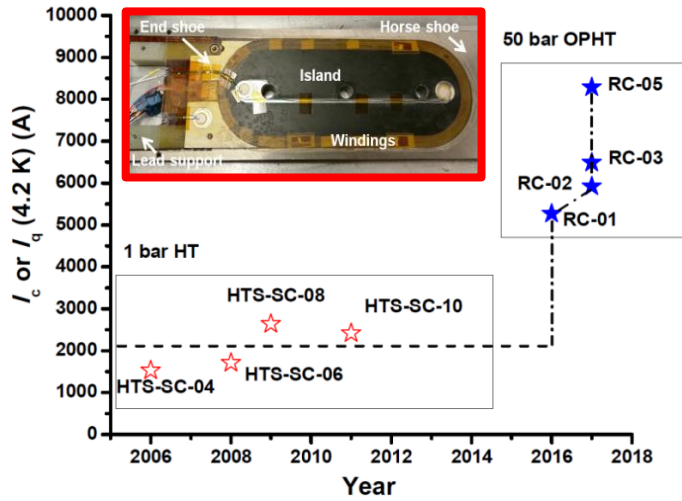 10000
9000
8000
7000
6000
5000
4000
3000
2000
1000
0
I_c or I_q (4.2 K) (A)
End shoe
Horse shoe
Island
Windings
Lead support
50 bar OPHT
RC-05
RC-03
RC-02
RC-01
1 bar HT
HTS-SC-08
HTS-SC-10
HTS-SC-04
HTS-SC-06
2006 2008 2010 2012 2014 2016 2018
Year